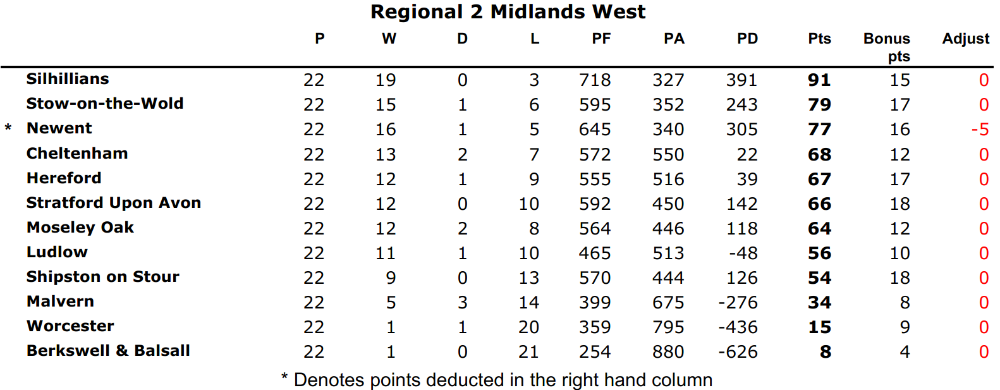 Regional 2 Midlands West
P W D L PF PA PD Pts Bonus pts Adjust
Silhillians 22 19 0 3 718 327 391 91 15 0
Stow-on-the-Wold 22 15 1 6 595 352 243 79 17 0
* Newent 22 16 1 5 645 340 305 77 16 -5
Cheltenham 22 13 2 7 572 550 22 68 12 0
Hereford 22 12 1 9 555 516 39 67 17 0
Stratford Upon Avon 22 12 0 10 592 450 142 66 18 0
Moseley Oak 22 12 2 8 564 446 118 64 12 0
Ludlow 22 11 1 10 465 513 -48 56 10 0
Shipston on Stour 22 9 0 13 570 444 126 54 18 0
Malvern 22 5 3 14 399 675 -276 34 8 0
Worcester 22 1 1 20 359 795 -436 15 9 0
Berkswell & Balsall 22 1 0 21 254 880 -626 8 4 0
* Denotes points deducted in the right hand column